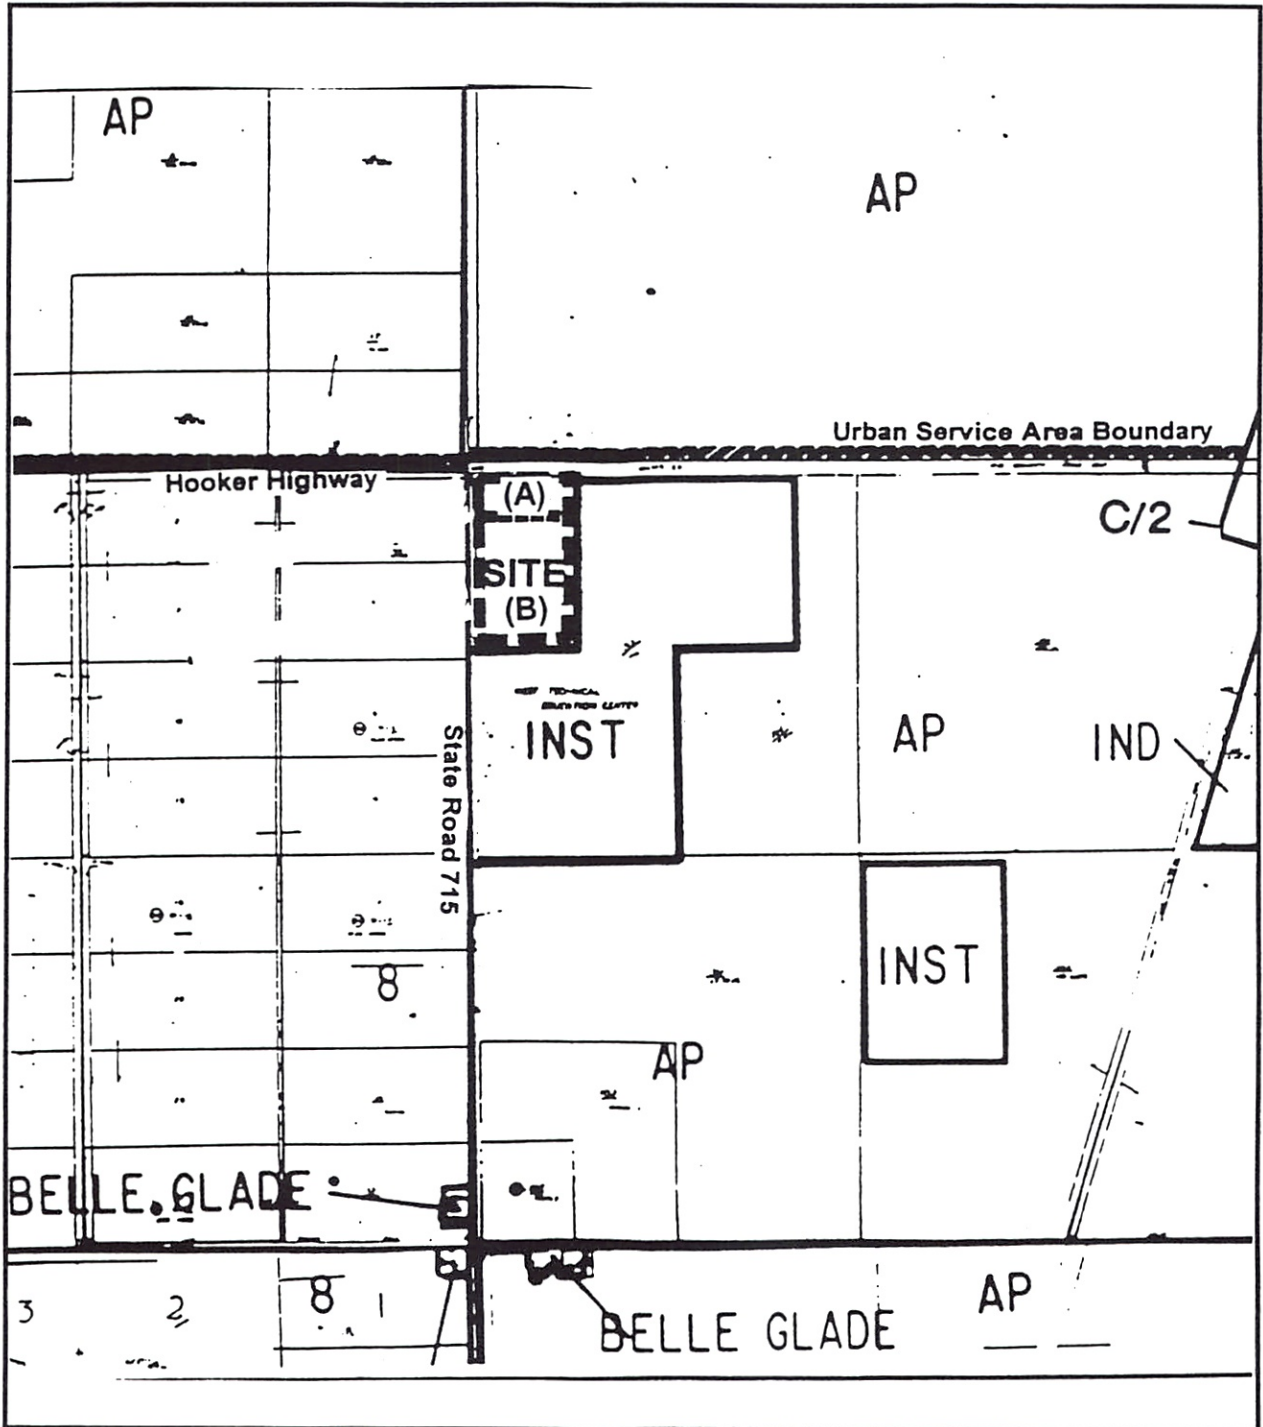 AP
AP
Urban Service Area Boundary
Hooker Highway
(A)
C/2
SITE
(B)
State Road 715
INST
AP
IND
INST
8
AP
BELLE GLADE
3
2
8
1
AP
BELLE GLADE